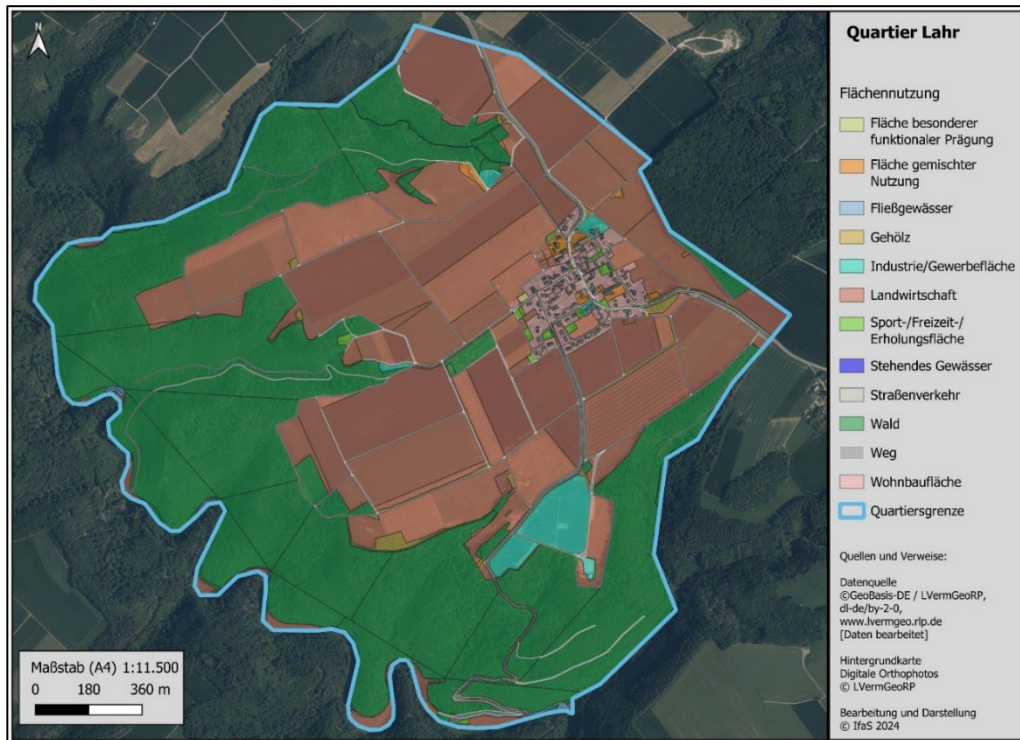 N
Quartier Lahr
Flächennutzung
Fläche besonderer
funktionaler Prägung
Fläche gemischter
Nutzung
Fließgewässer
Gehölz
Industrie/Gewerbefläche
Landwirtschaft
Sport-/Freizeit-/
Erholungsfläche
Stehendes Gewässer
Straßenverkehr
Wald
Weg
Wohnbaufläche
Quartiersgrenze
Quellen und Verweise:
Datenquelle
©GeoBasis-DE / LVermGeoRP,
dl-de/by-2-0,
www.lvermgeo.rlp.de
[Daten bearbeitet]
Hintergrundkarte
Digitale Orthophotos
© LVermGeoRP
Bearbeitung und Darstellung
© IfaS 2024
Maßstab (A4) 1:11.500
0 180 360 m